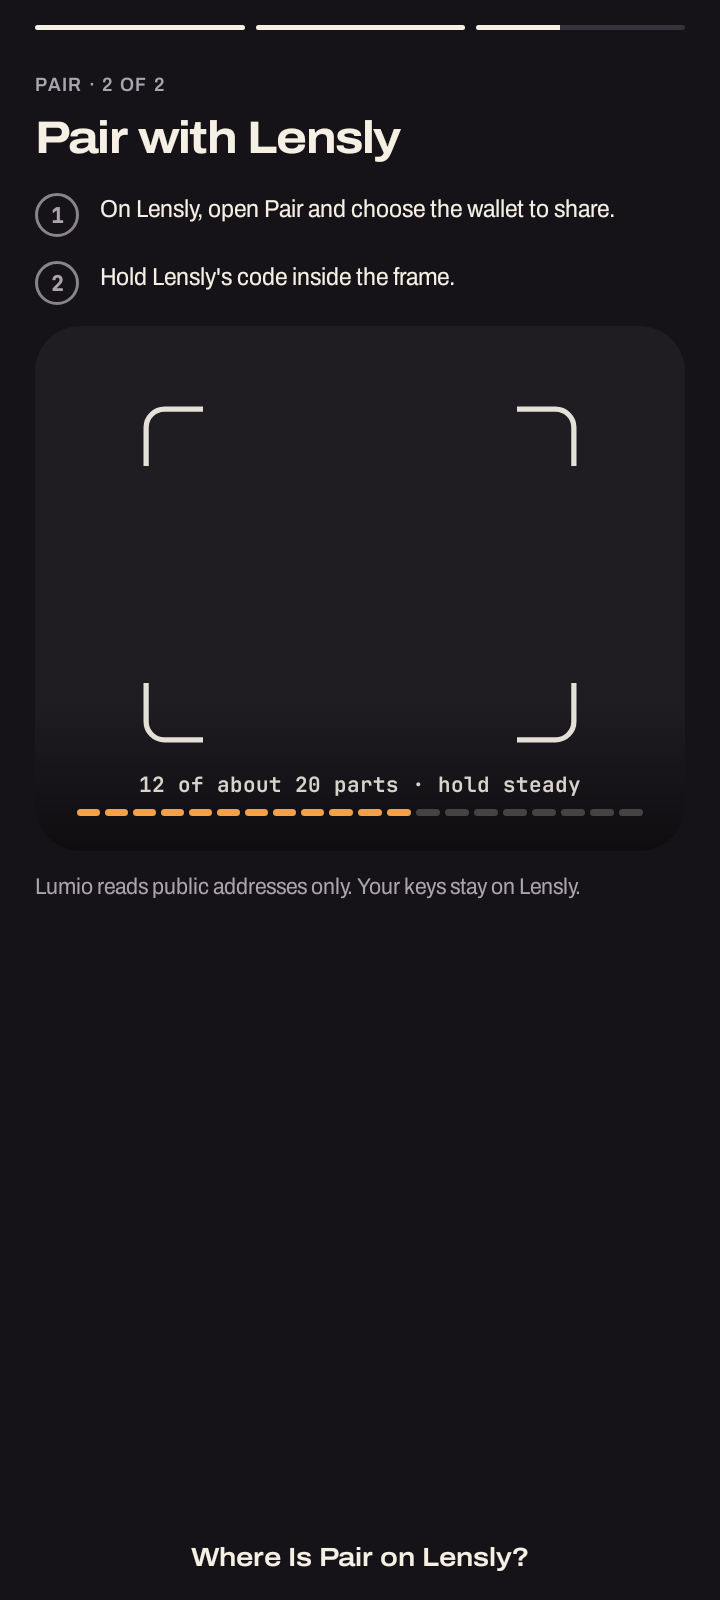 PAIR · 2 OF 2
Pair with Lensly
1 On Lensly, open Pair and choose the wallet to share.
2 Hold Lensly's code inside the frame.
12 of about 20 parts · hold steady
Lumio reads public addresses only. Your keys stay on Lensly.
Where Is Pair on Lensly?